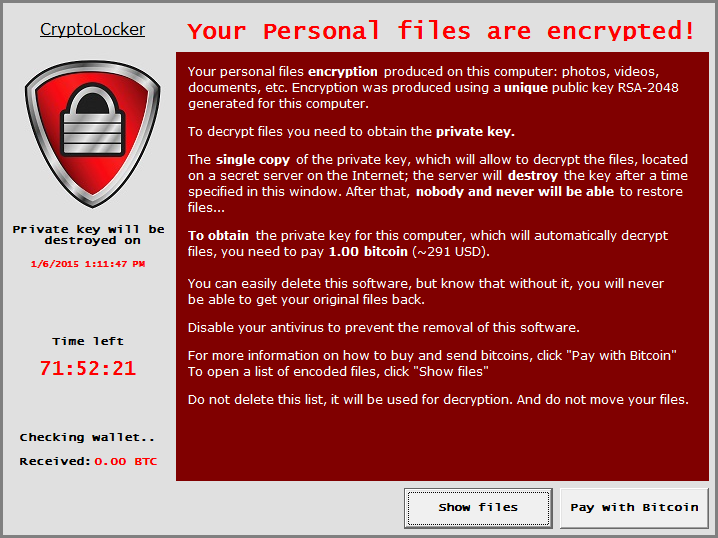 CryptoLocker
Your Personal files are encrypted!
Private key will be
destroyed on
1/6/2015 1:11:47 PM
Time left
71:52:21
Checking wallet..
Received: 0.00 BTC
Your personal files encryption produced on this computer: photos, videos,
documents, etc. Encryption was produced using a unique public key RSA-2048
generated for this computer.
To decrypt files you need to obtain the private key.
The single copy of the private key, which will allow to decrypt the files, located
on a secret server on the Internet; the server will destroy the key after a time
specified in this window. After that, nobody and never will be able to restore
files...
To obtain the private key for this computer, which will automatically decrypt
files, you need to pay 1.00 bitcoin (~291 USD).
You can easily delete this software, but know that without it, you will never
be able to get your original files back.
Disable your antivirus to prevent the removal of this software.
For more information on how to buy and send bitcoins, click "Pay with Bitcoin"
To open a list of encoded files, click "Show files"
Do not delete this list, it will be used for decryption. And do not move your files.
Show files
Pay with Bitcoin